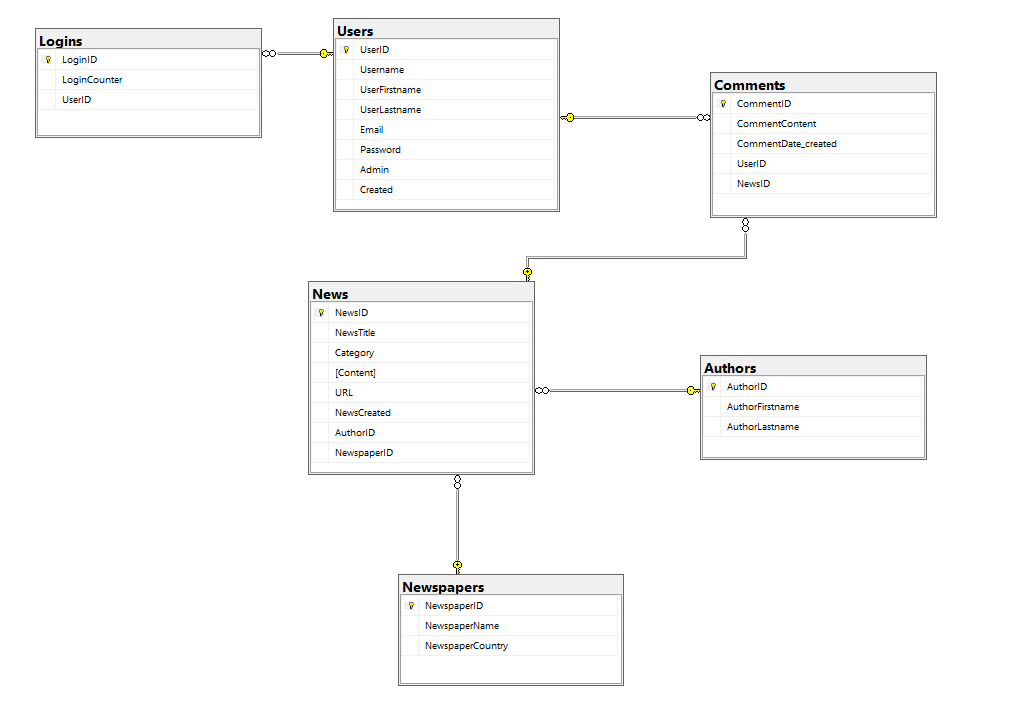 Logins
LoginID
LoginCounter
UserID
Users
UserID
Username
UserFirstname
UserLastname
Email
Password
Admin
Created
Comments
CommentID
CommentContent
CommentDate_created
UserID
NewsID
News
NewsID
NewsTitle
Category
[Content]
URL
NewsCreated
AuthorID
NewspaperID
Authors
AuthorID
AuthorFirstname
AuthorLastname
Newspapers
NewspaperID
NewspaperName
NewspaperCountry